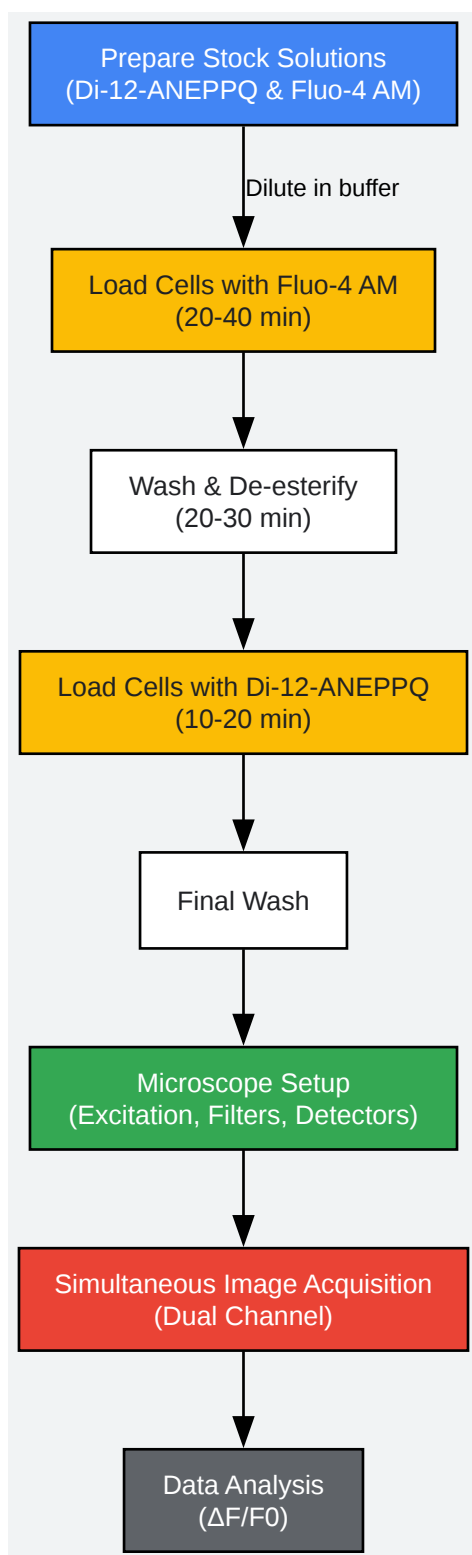 Prepare Stock Solutions
(Di-12-ANEPPQ & Fluo-4 AM)
Dilute in buffer
Load Cells with Fluo-4 AM
(20-40 min)
Wash & De-esterify
(20-30 min)
Load Cells with Di-12-ANEPPQ
(10-20 min)
Final Wash
Microscope Setup
(Excitation, Filters, Detectors)
Simultaneous Image Acquisition
(Dual Channel)
Data Analysis
(ΔF/F0)